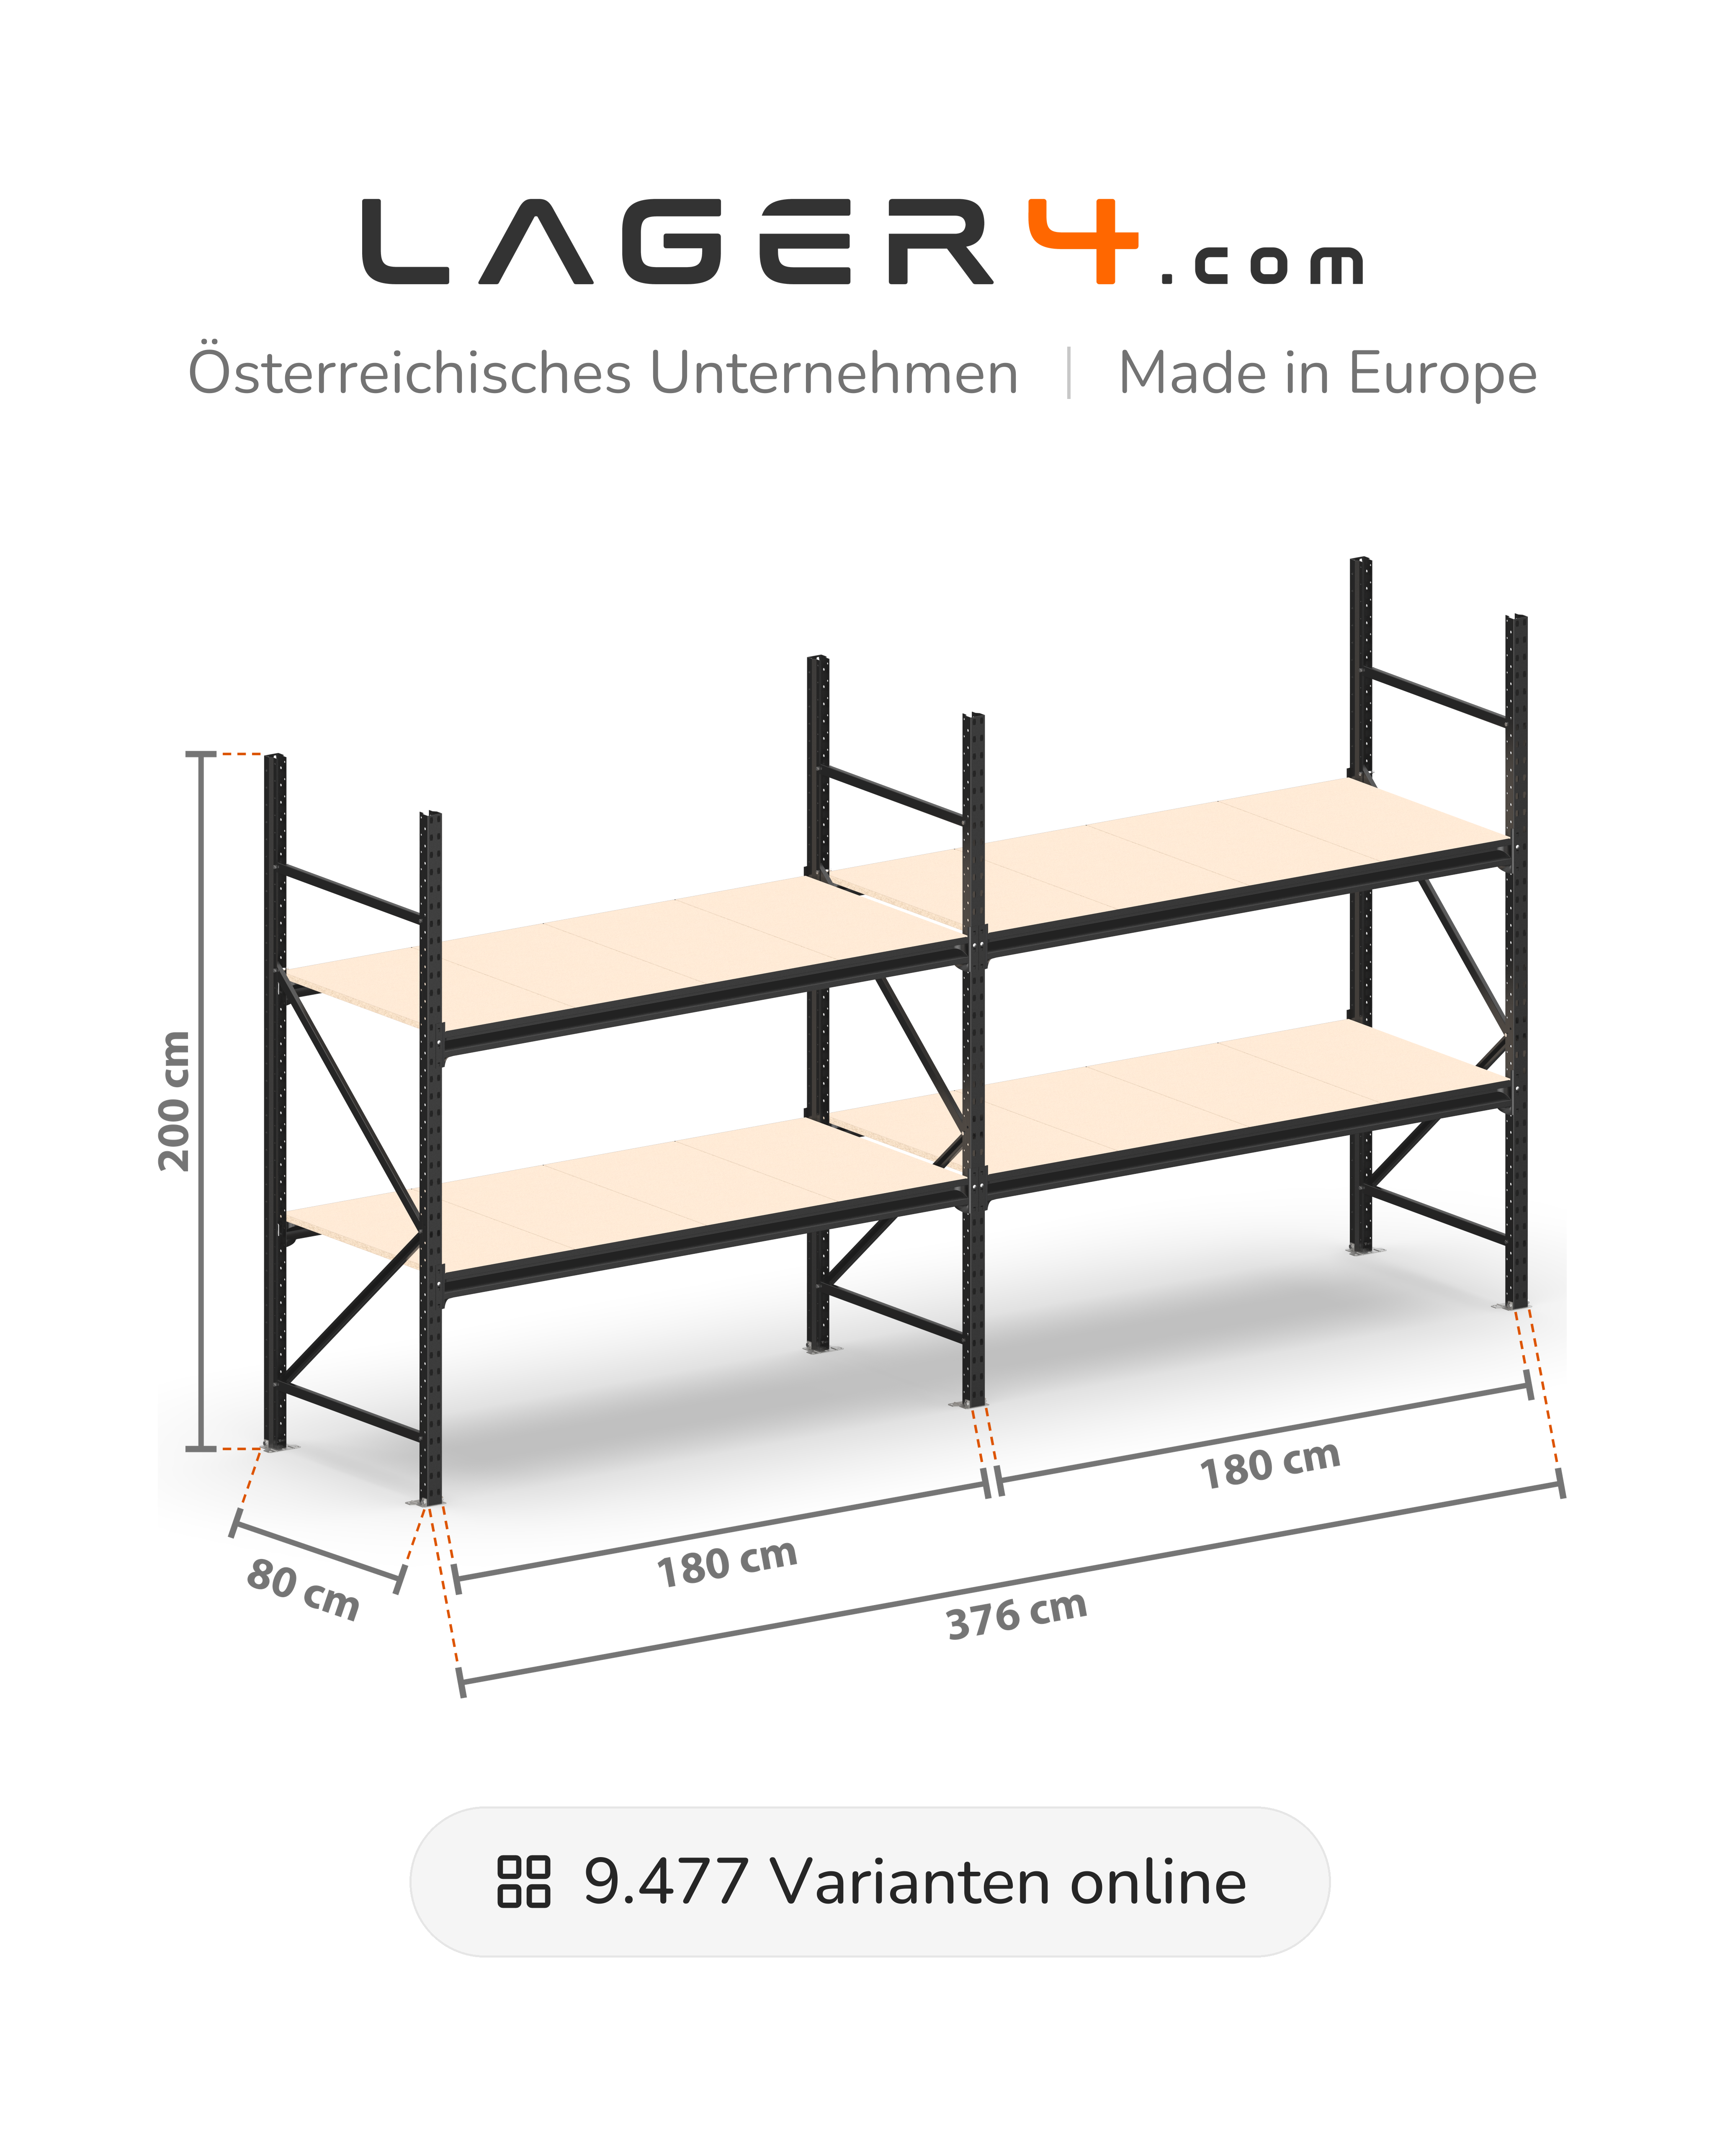 LAGER4.com
Österreichisches Unternehmen | Made in Europe
200 cm
80 cm
180 cm
180 cm
376 cm
9.477 Varianten online